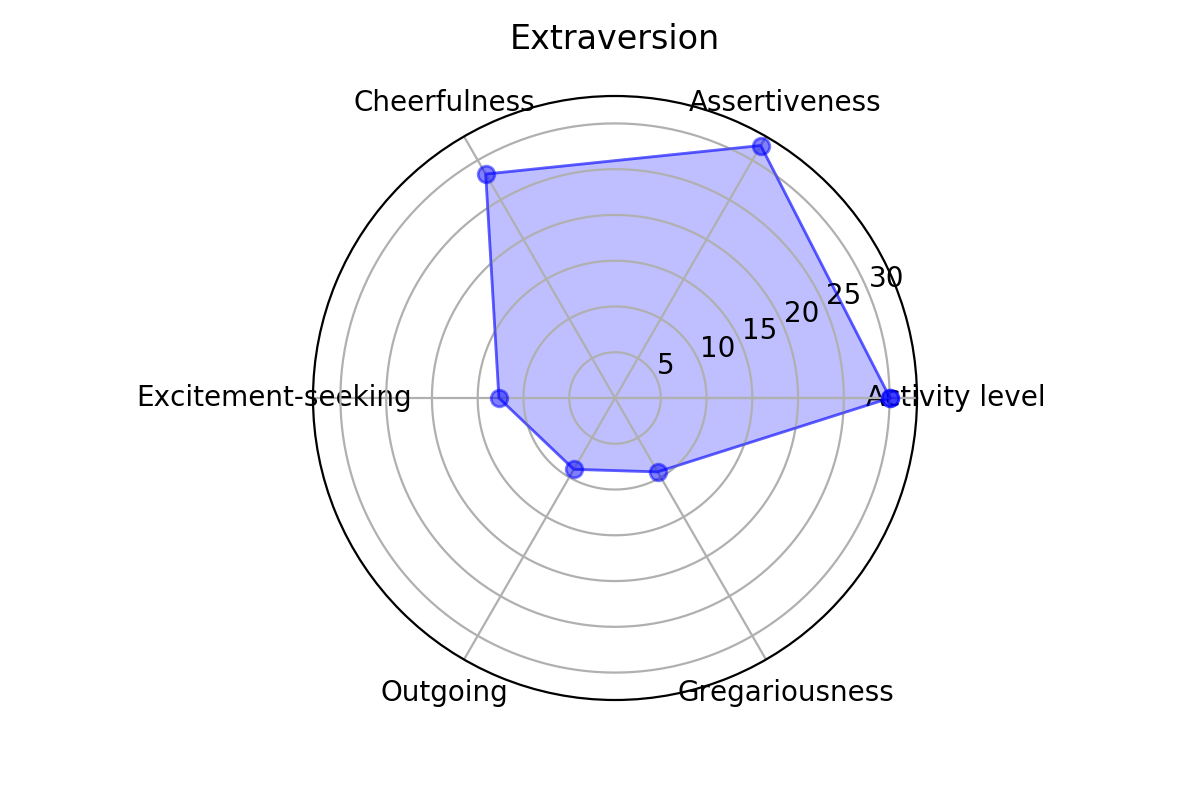 Extraversion
Cheerfulness
Assertiveness
30
25
20
15
10
5
Excitement-seeking
Activity level
Outgoing
Gregariousness